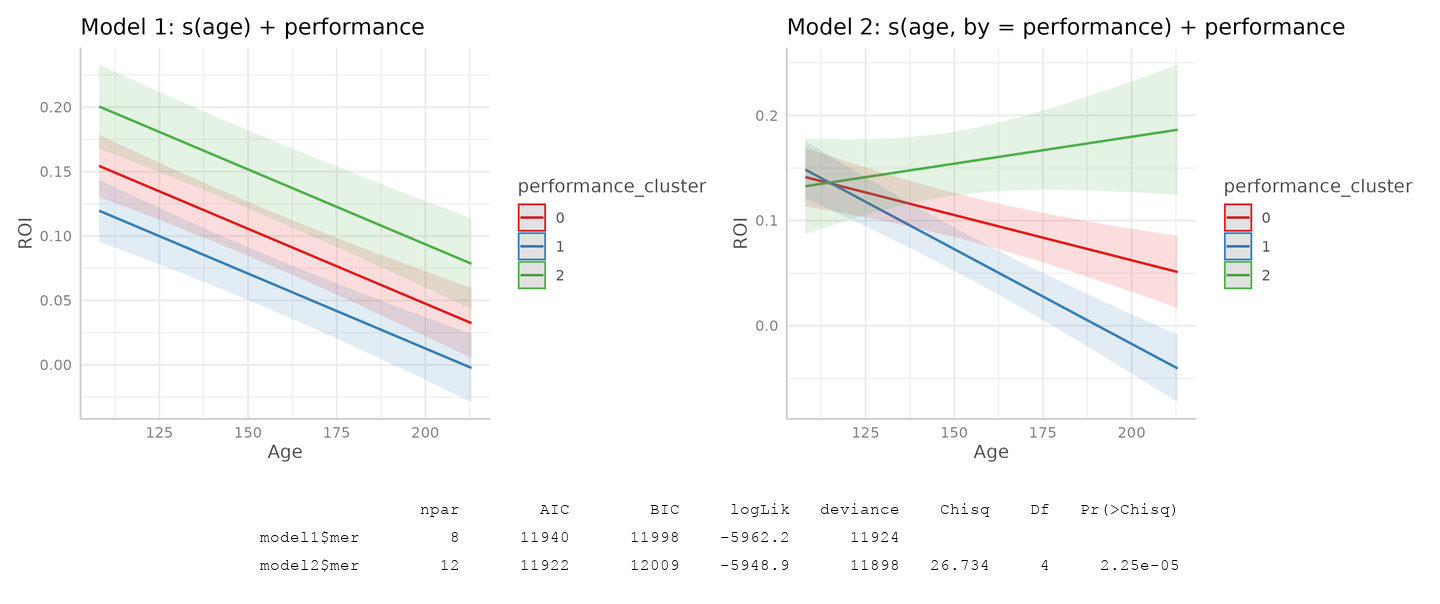 Model 1: s(age) + performance
ROI
0.20
0.15
0.10
0.05
0.00
125 150 175 200
Age
performance_cluster
0
1
2
Model 2: s(age, by = performance) + performance
ROI
0.2
0.1
0.0
125 150 175 200
Age
performance_cluster
0
1
2
npar AIC BIC logLik deviance Chisq Df Pr(>Chisq)
model1$mer 8 11940 11998 -5962.2 11924
model2$mer 12 11922 12009 -5948.9 11898 26.734 4 2.25e-05